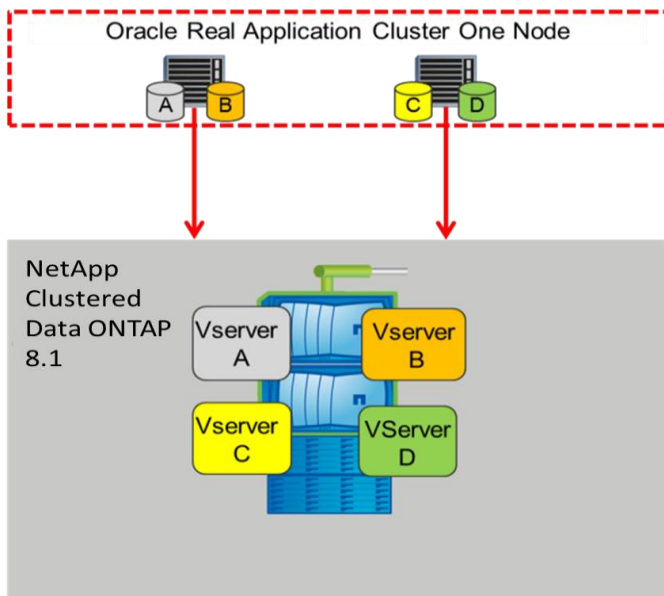 Oracle Real Application Cluster One Node
A
B
C
D
NetApp
Clustered
Data ONTAP
8.1
Vserver
A
Vserver
B
Vserver
C
VServer
D